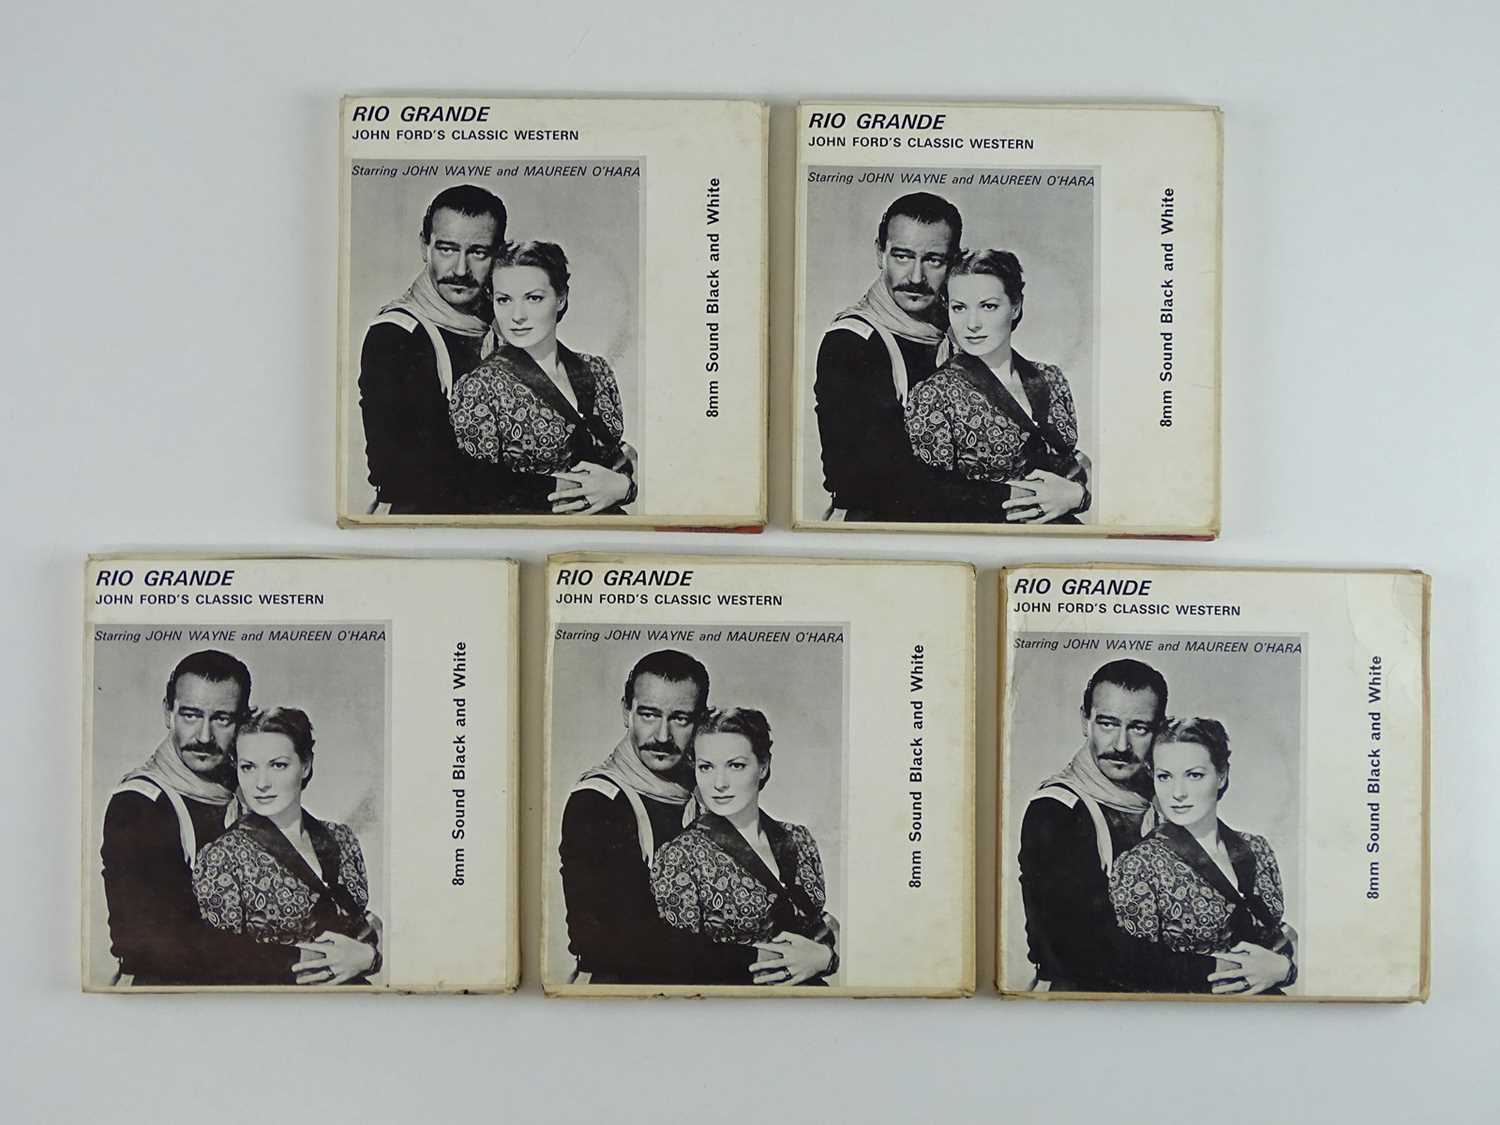 RIO GRANDE
JOHN FORD'S CLASSIC WESTERN
Starring JOHN WAYNE and MAUREEN O'HARA
8mm Sound Black and White
RIO GRANDE
JOHN FORD'S CLASSIC WESTERN
Starring JOHN WAYNE and MAUREEN O'HARA
8mm Sound Black and White
RIO GRANDE
JOHN FORD'S CLASSIC WESTERN
Starring JOHN WAYNE and MAUREEN O'HARA
8mm Sound Black and White
RIO GRANDE
JOHN FORD'S CLASSIC WESTERN
Starring JOHN WAYNE and MAUREEN O'HARA
8mm Sound Black and White
RIO GRANDE
JOHN FORD'S CLASSIC WESTERN
Starring JOHN WAYNE and MAUREEN O'HARA
8mm Sound Black and White